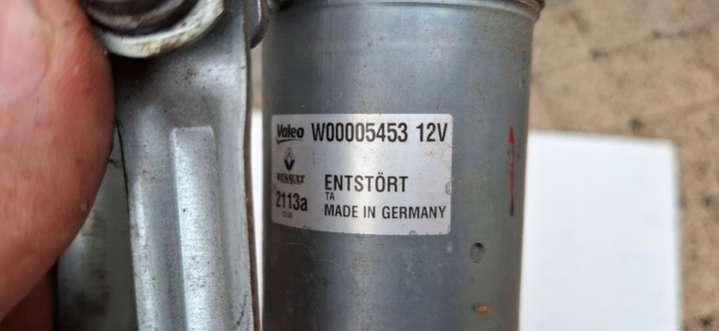 Valeo W00005453 12V
RENAULT ENTSTÖRT
TA
2113a MADE IN GERMANY